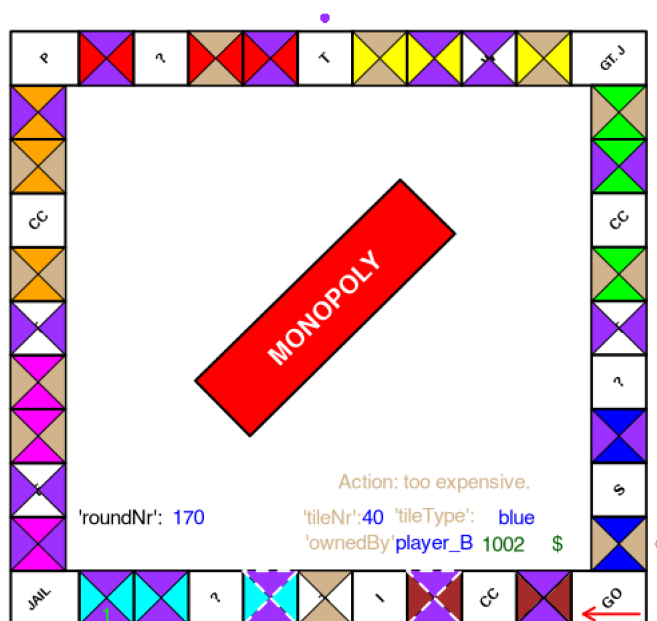 P ? T GT. J
CC CC
MONOPOLY
?
Action: too expensive.
S
'roundNr': 170 'tileNr':40 'tileType': blue
'ownedBy' player_B 1002 $
JAIL ? I CC GO
1